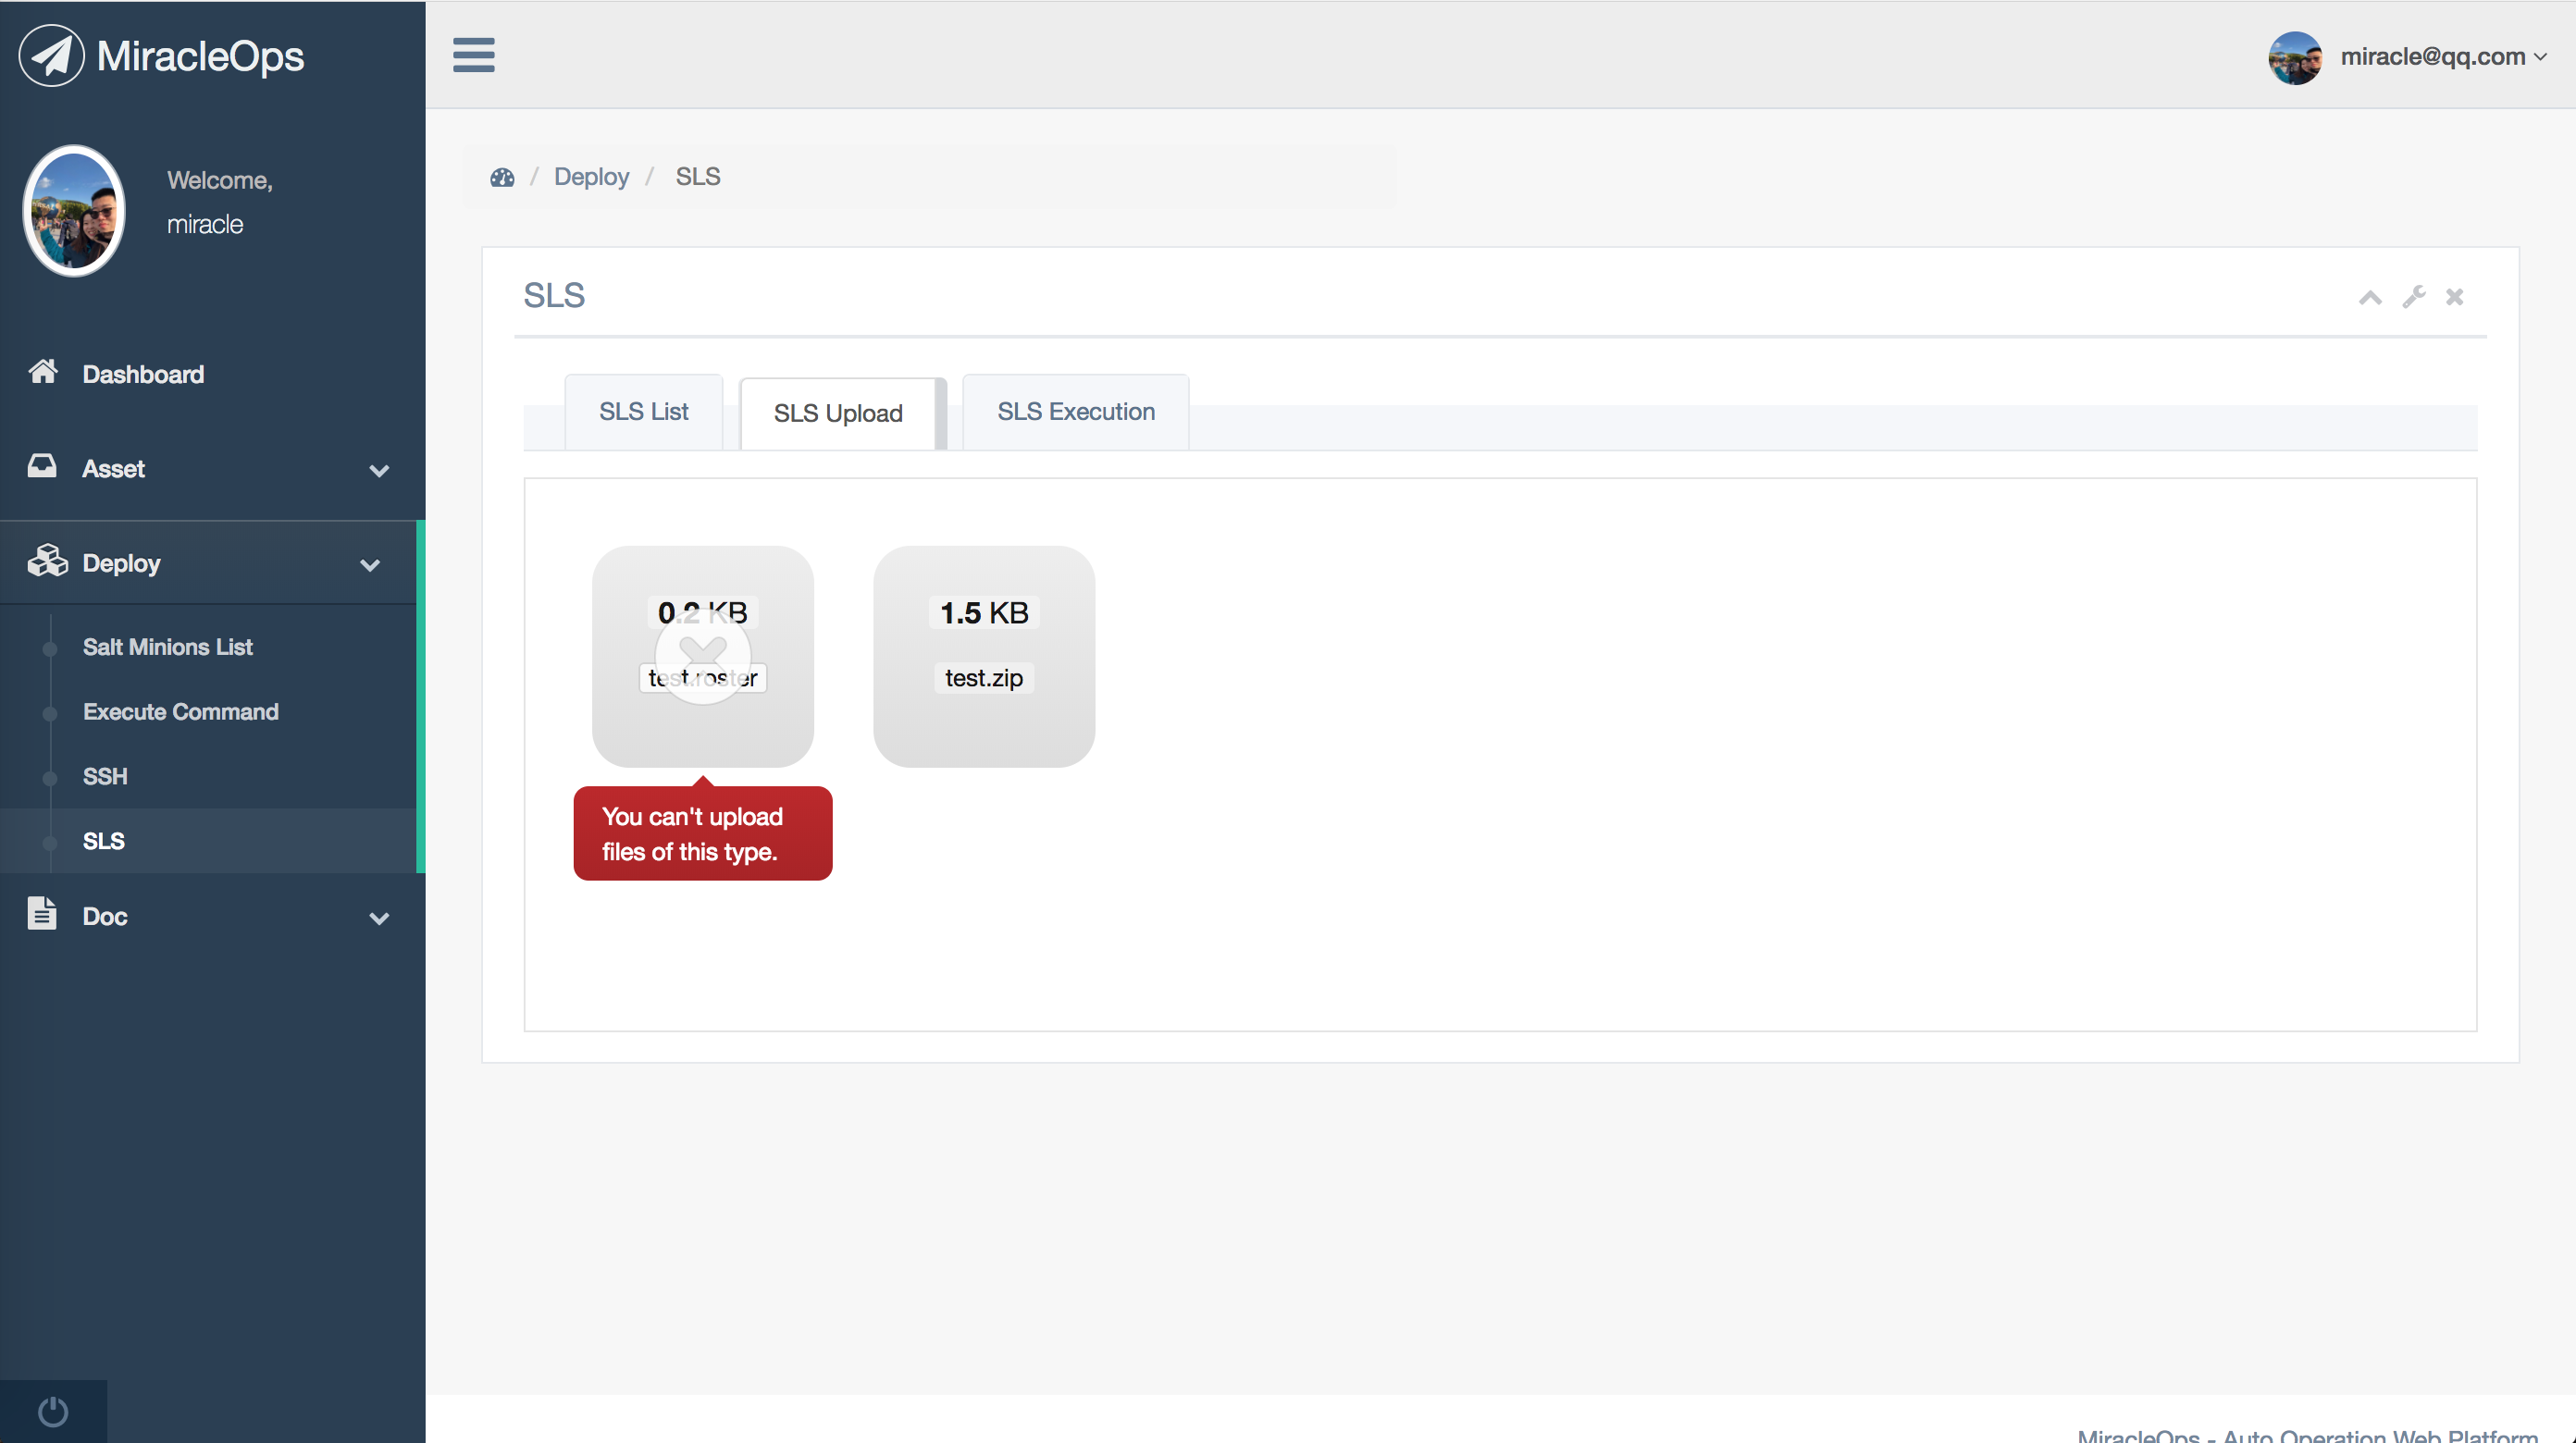 MiracleOps
miracle@qq.com
Welcome,
miracle
/ Deploy / SLS
SLS
Dashboard
Asset
Deploy
Salt Minions List
Execute Command
SSH
SLS
Doc
SLS List
SLS Upload
SLS Execution
0.2 KB
test.roster
1.5 KB
test.zip
You can't upload
files of this type.
MiracleOps - Auto Operation Web Platform